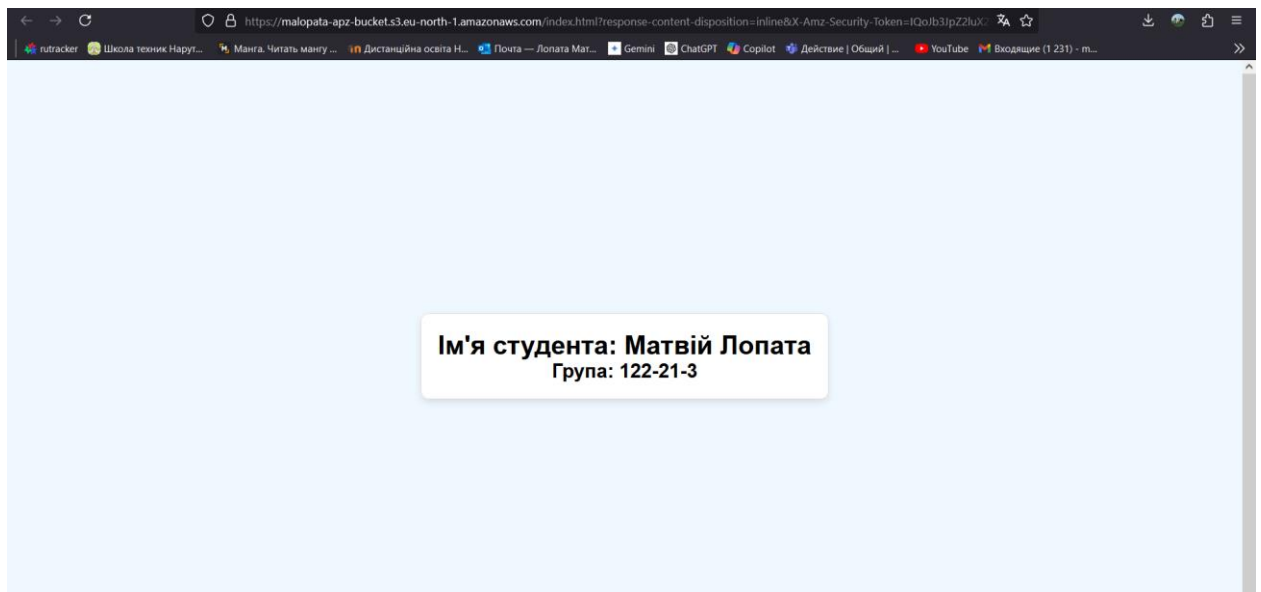 https://malopata-apz-bucket.s3.eu-north-1.amazonaws.com/index.html?response-content-disposition=inline&X-Amz-Security-Token=IQoJb3JpZ2luX2
rutracker Школа техник Нарут... Манга. Читать мангу ... Дистанційна освіта Н... Почта — Лопата Мат... Gemini ChatGPT Copilot Действие | Общий | ... YouTube Входящие (1 231) - m...
Ім'я студента: Матвій Лопата
Група: 122-21-3